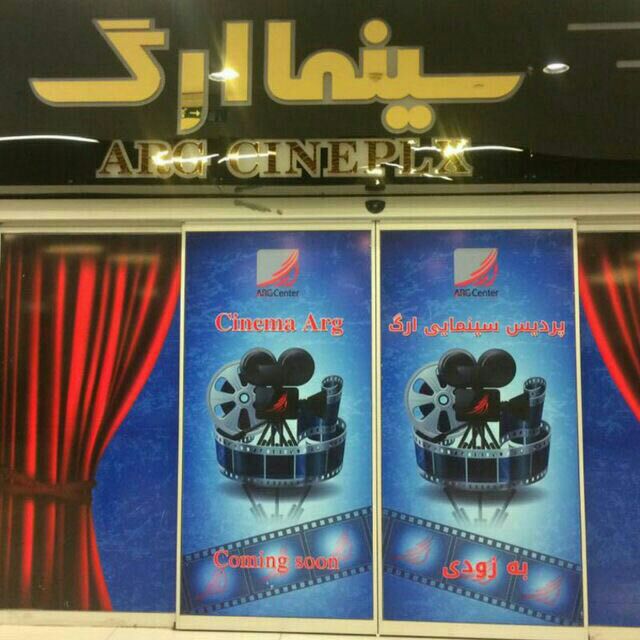 سینما ارگ
ARG CINEPLX
ARG Center
Cinema Arg
Coming soon
ARG Center
پردیس سینمایی ارگ
به زودی